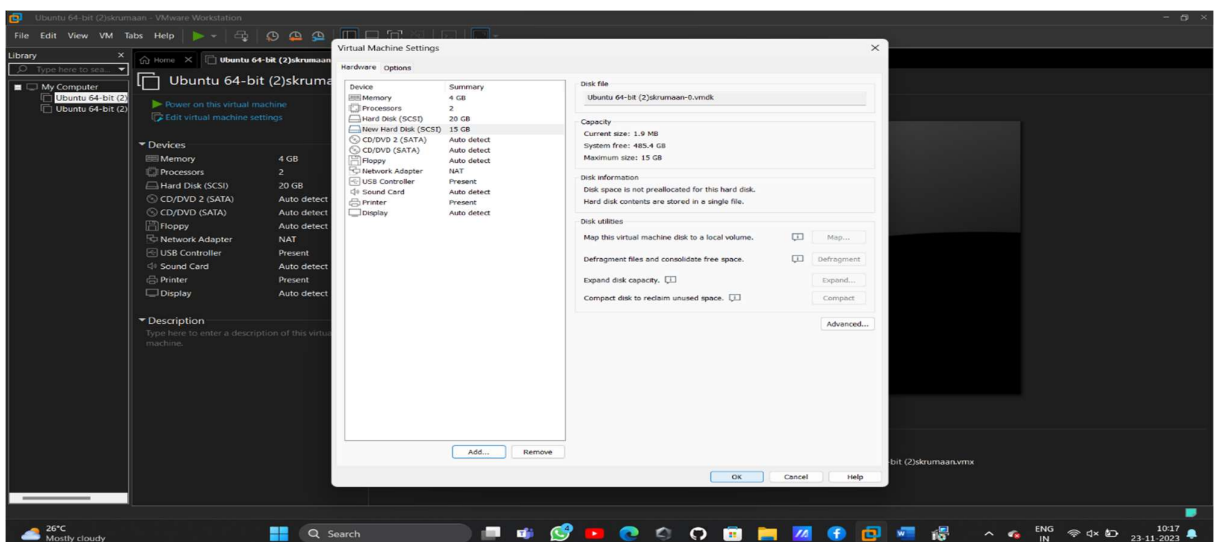 Ubuntu 64-bit (2)skrumaan - VMware Workstation
File Edit View VM Tabs Help
Library
Type here to sea...
My Computer
Ubuntu 64-bit (2)
Ubuntu 64-bit (2)
Home
Ubuntu 64-bit (2)skrumaan
Ubuntu 64-bit (2)skruma
Power on this virtual machine
Edit virtual machine settings
Devices
Memory 4 GB
Processors 2
Hard Disk (SCSI) 20 GB
CD/DVD 2 (SATA) Auto detect
CD/DVD (SATA) Auto detect
Floppy Auto detect
Network Adapter NAT
USB Controller Present
Sound Card Auto detect
Printer Present
Display Auto detect
Description
Type here to enter a description of this virtua
machine.
Virtual Machine Settings
Hardware Options
Device Summary
Memory 4 GB
Processors 2
Hard Disk (SCSI) 20 GB
New Hard Disk (SCSI) 15 GB
CD/DVD 2 (SATA) Auto detect
CD/DVD (SATA) Auto detect
Floppy Auto detect
Network Adapter NAT
USB Controller Present
Sound Card Auto detect
Printer Present
Display Auto detect
Add... Remove
Disk file
Ubuntu 64-bit (2)skrumaan-0.vmdk
Capacity
Current size: 1.9 MB
System free: 485.4 GB
Maximum size: 15 GB
Disk information
Disk space is not preallocated for this hard disk.
Hard disk contents are stored in a single file.
Disk utilities
Map this virtual machine disk to a local volume. Map...
Defragment files and consolidate free space. Defragment
Expand disk capacity. Expand...
Compact disk to reclaim unused space. Compact
Advanced...
OK Cancel Help
-bit (2)skrumaan.vmx
26°C
Mostly cloudy
Search
4
ENG
IN
10:17
23-11-2023